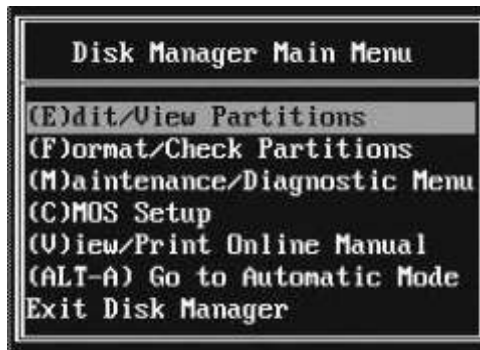 Disk Manager Main Menu
(E)dit/View Partitions
(F)ormat/Check Partitions
(M)aintenance/Diagnostic Menu
(C)MOS Setup
(V)iew/Print Online Manual
(ALT-A) Go to Automatic Mode
Exit Disk Manager